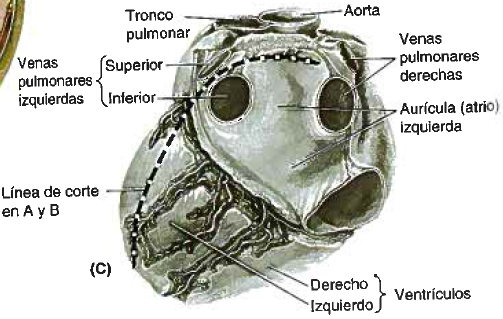 Tronco
pulmonar
Aorta
Venas
pulmonares
izquierdas
Superior
Inferior
Venas
pulmonares
derechas
Aurícula (atrio)
izquierda
Línea de corte
en A y B
(C)
Derecho
Izquierdo
Ventrículos